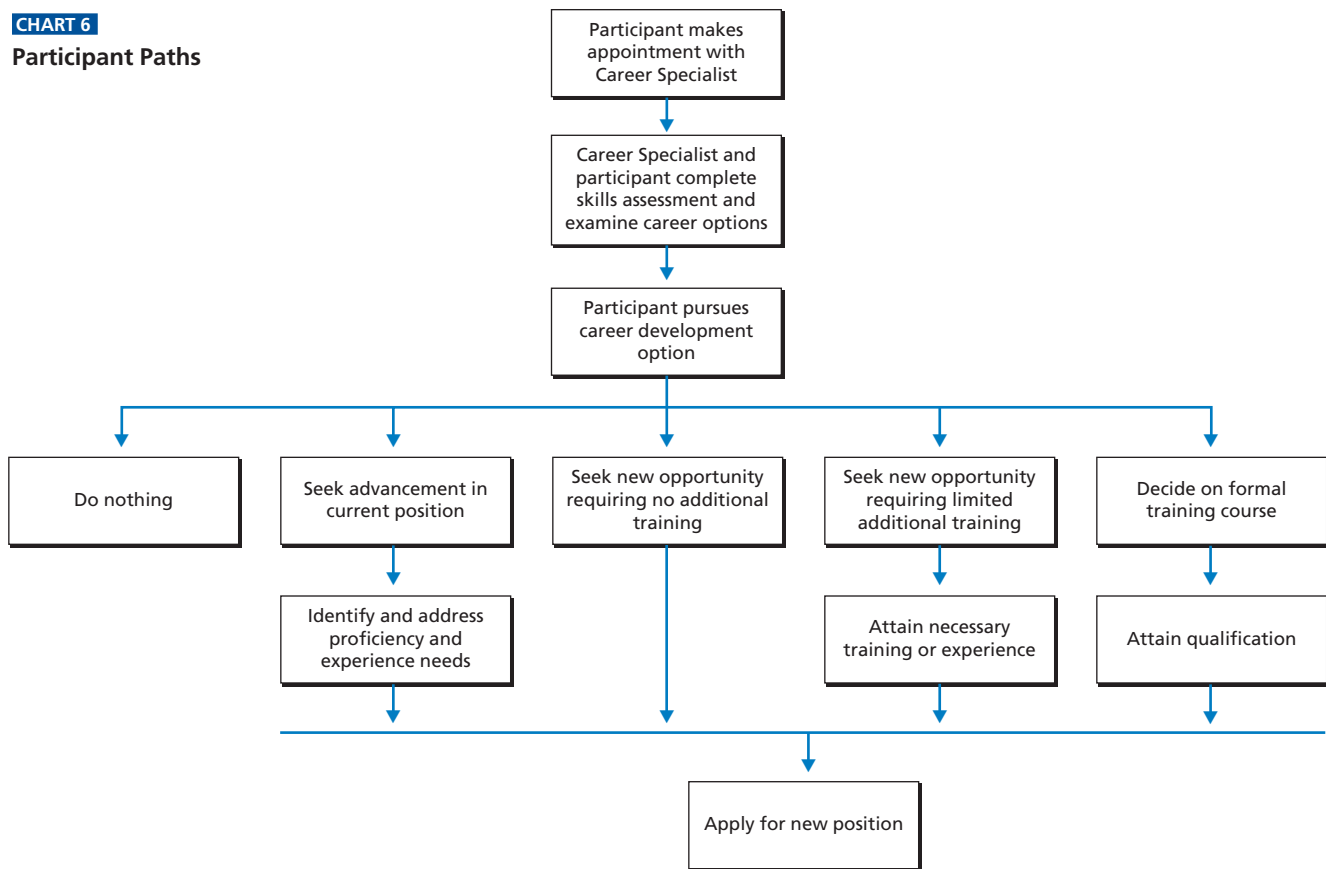 CHART 6
Participant Paths
Participant makes
appointment with
Career Specialist
Career Specialist and
participant complete
skills assessment and
examine career options
Participant pursues
career development
option
Do nothing
Seek advancement in
current position
Seek new opportunity
requiring no additional
training
Seek new opportunity
requiring limited
additional training
Decide on formal
training course
Identify and address
proficiency and
experience needs
Attain necessary
training or experience
Attain qualification
Apply for new position